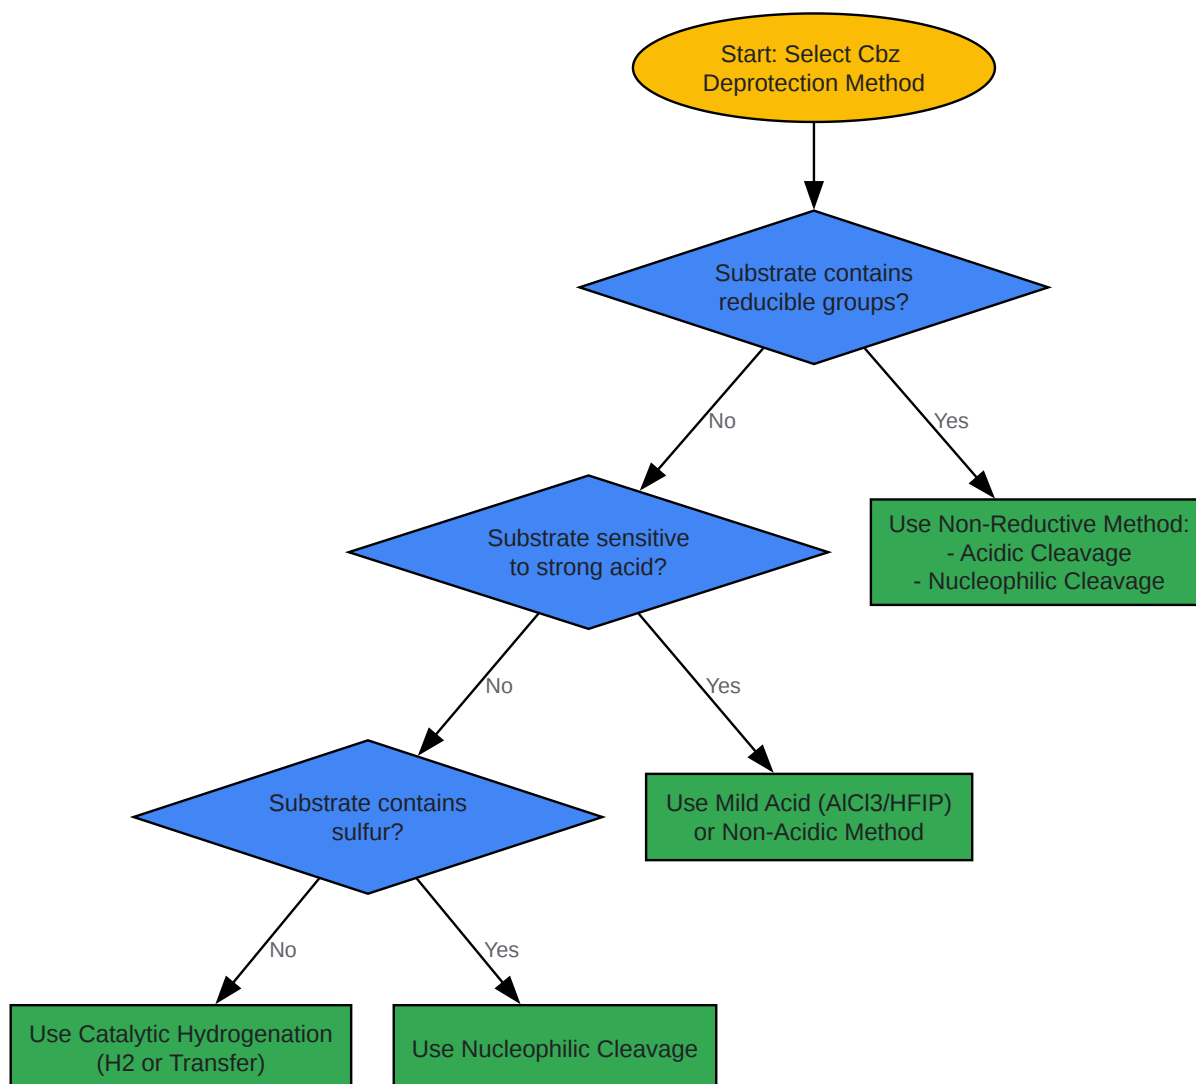 Start: Select Cbz
Deprotection Method
Substrate contains
reducible groups?
No
Yes
Substrate sensitive
to strong acid?
Use Non-Reductive Method:
- Acidic Cleavage
- Nucleophilic Cleavage
No
Yes
Substrate contains
sulfur?
Use Mild Acid (AlCl3/HFIP)
or Non-Acidic Method
No
Yes
Use Catalytic Hydrogenation
(H2 or Transfer)
Use Nucleophilic Cleavage